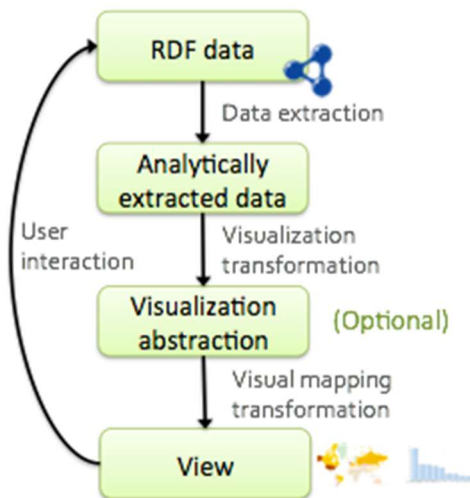 RDF data
Data extraction
Analytically
extracted data
User
interaction
Visualization
transformation
Visualization
abstraction
(Optional)
Visual mapping
transformation
View